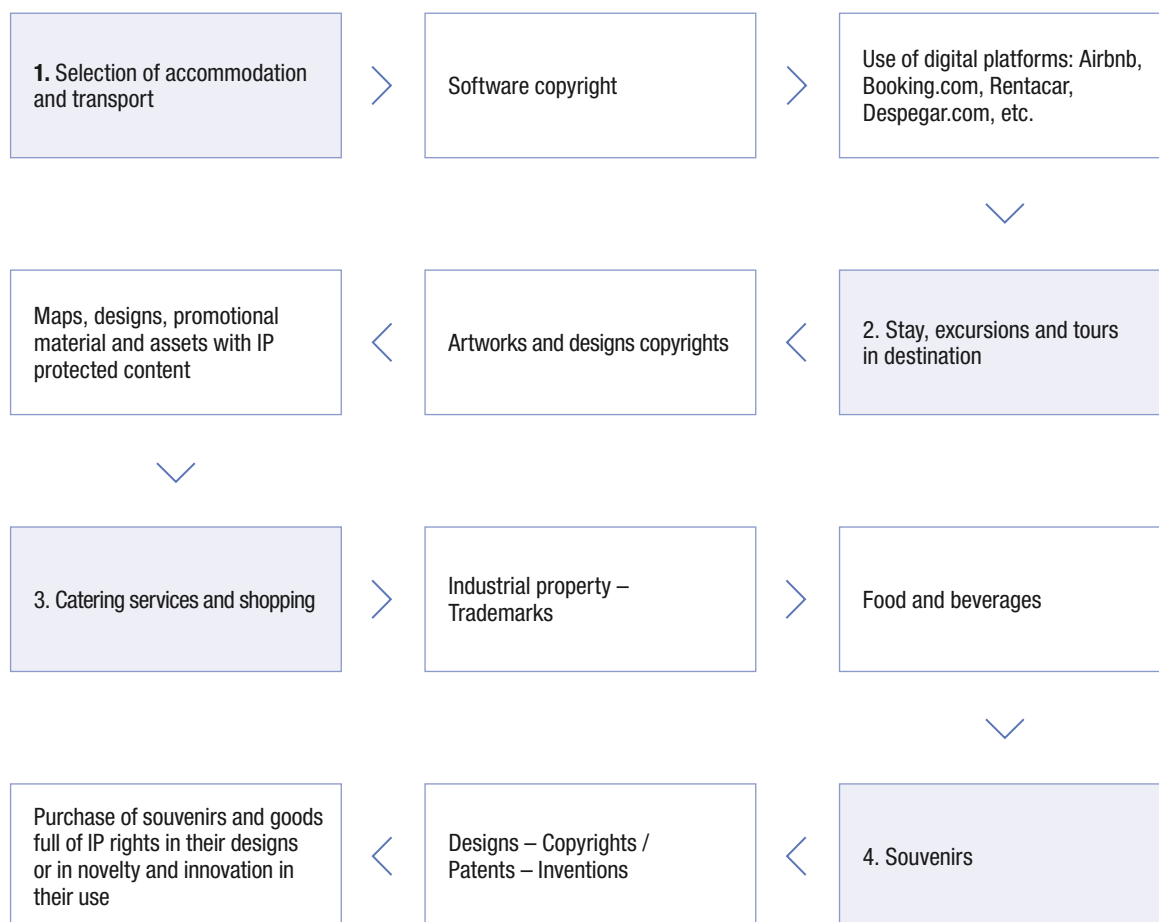 1. Selection of accommodation
and transport
Software copyright
Use of digital platforms: Airbnb,
Booking.com, Rentacar,
Despegar.com, etc.
2. Stay, excursions and tours
in destination
Artworks and designs copyrights
Maps, designs, promotional
material and assets with IP
protected content
3. Catering services and shopping
Industrial property –
Trademarks
Food and beverages
4. Souvenirs
Designs – Copyrights /
Patents – Inventions
Purchase of souvenirs and goods
full of IP rights in their designs
or in novelty and innovation in
their use